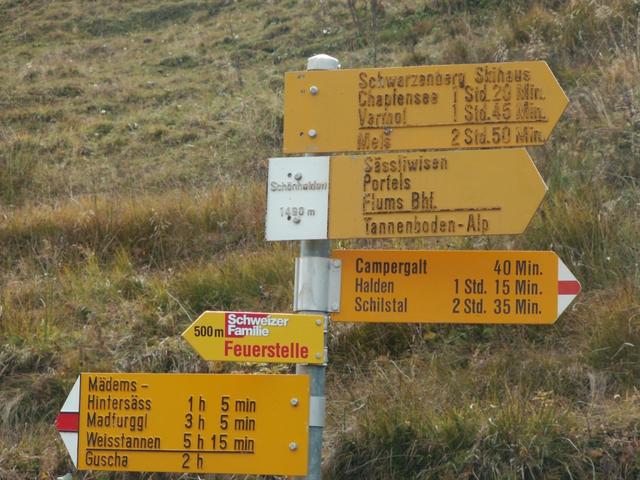 Schwarzenberg Skihaus
Chapfensee 1 Std.20 Min.
Vermol 1 Std.45 Min.
Mels 2 Std.50 Min.
Schönhalden
1490 m
Sässliwisen
Portels
Flums Bhf.
Tannenboden-Alp
Campergalt 40 Min.
Halden 1 Std. 15 Min.
Schilstal 2 Std. 35 Min.
500 m Schweizer
Familie
Feuerstelle
Mädems-
Hintersäss 1 h 5 min
Madfurggl 3 h 5 min
Weisstannen 5 h 15 min
Guscha 2 h